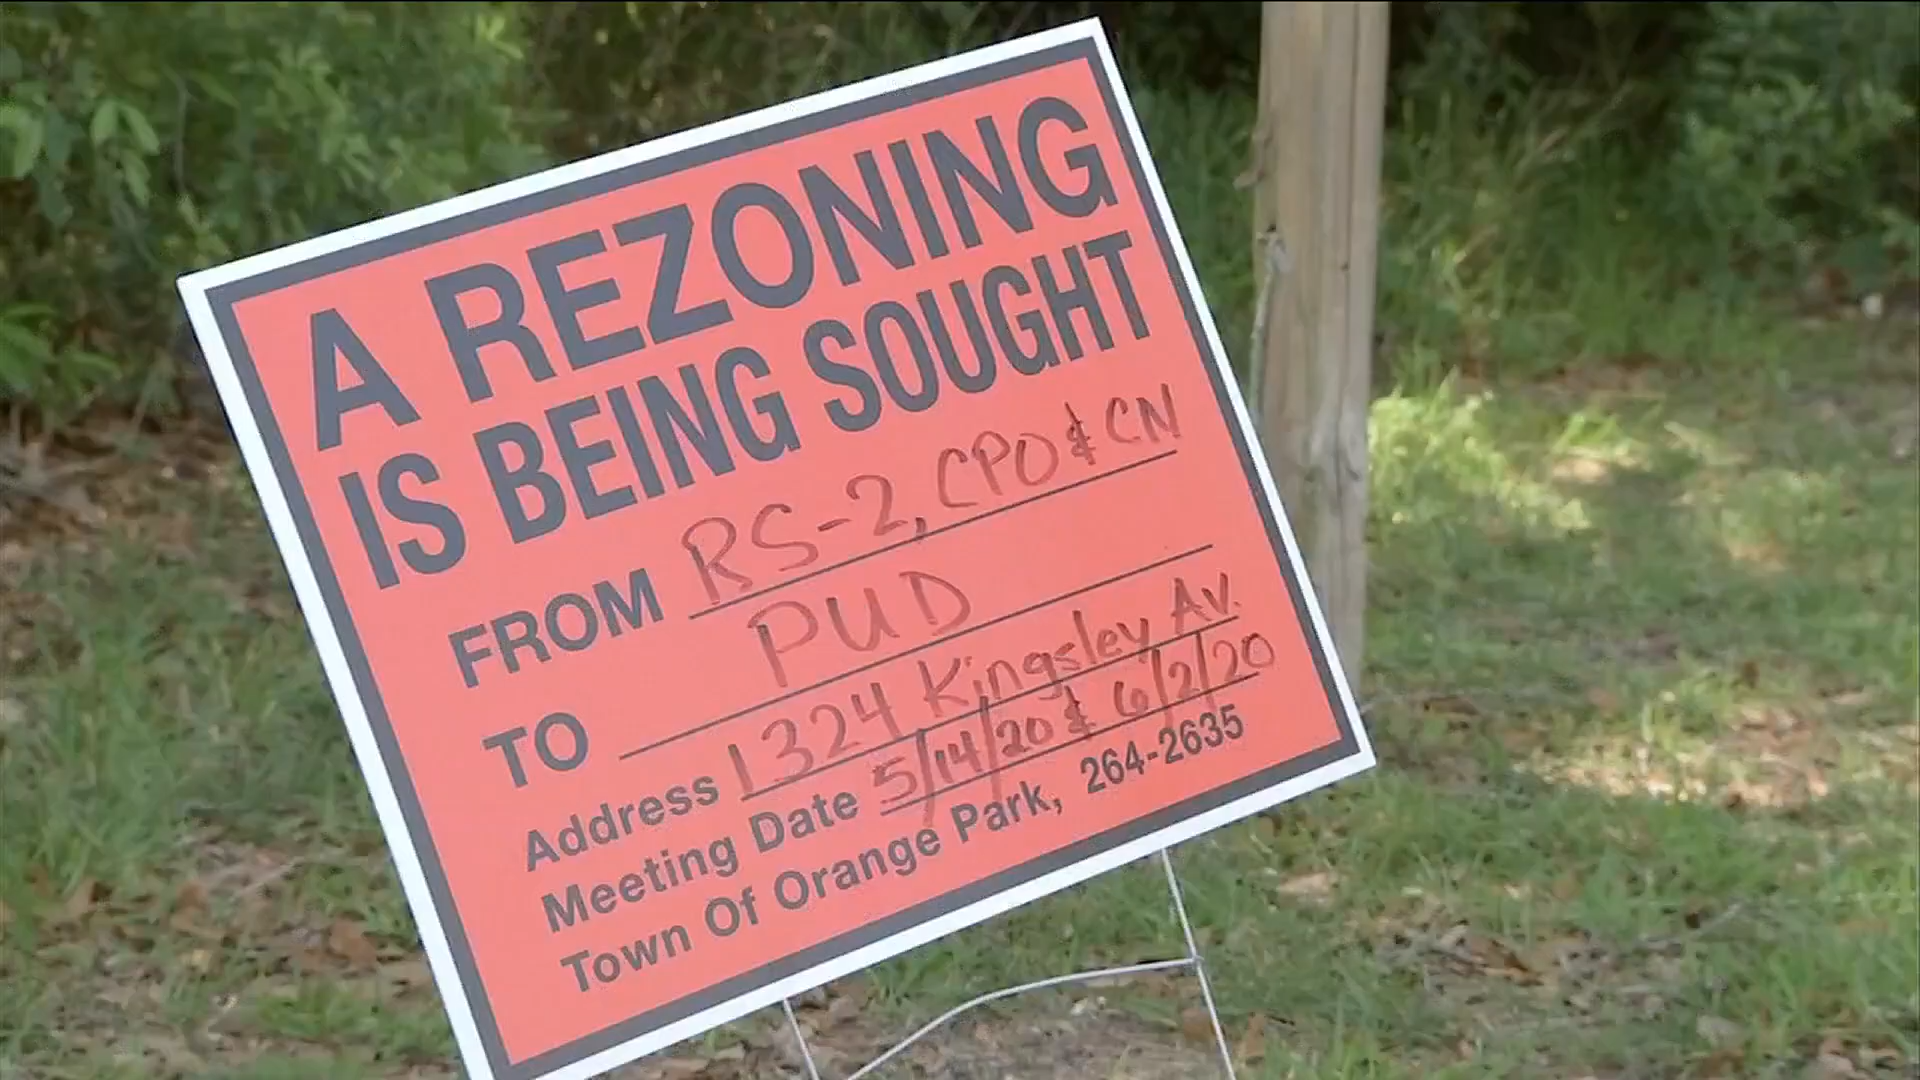 A REZONING
IS BEING SOUGHT
FROM RS-2, CPO & CN
TO PUD
Address 1324 Kingsley Av.
Meeting Date 5/14/20 & 6/2/20
Town Of Orange Park, 264-2635